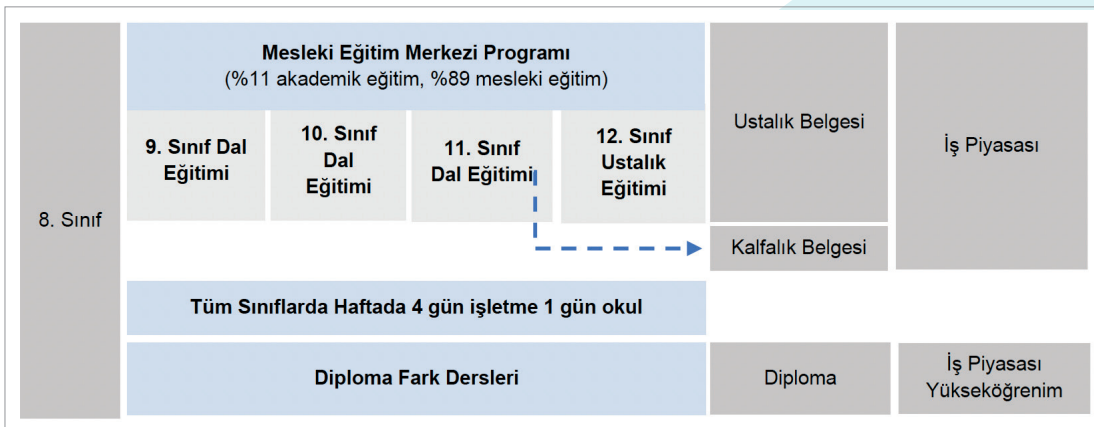 8. Sınıf
Mesleki Eğitim Merkezi Programı
(%11 akademik eğitim, %89 mesleki eğitim)
9. Sınıf Dal
Eğitimi
10. Sınıf
Dal
Eğitimi
11. Sınıf
Dal Eğitimi
12. Sınıf
Ustalık
Eğitimi
Ustalık Belgesi
İş Piyasası
Kalfalık Belgesi
Tüm Sınıflarda Haftada 4 gün işletme 1 gün okul
Diploma Fark Dersleri
Diploma
İş Piyasası
Yükseköğrenim